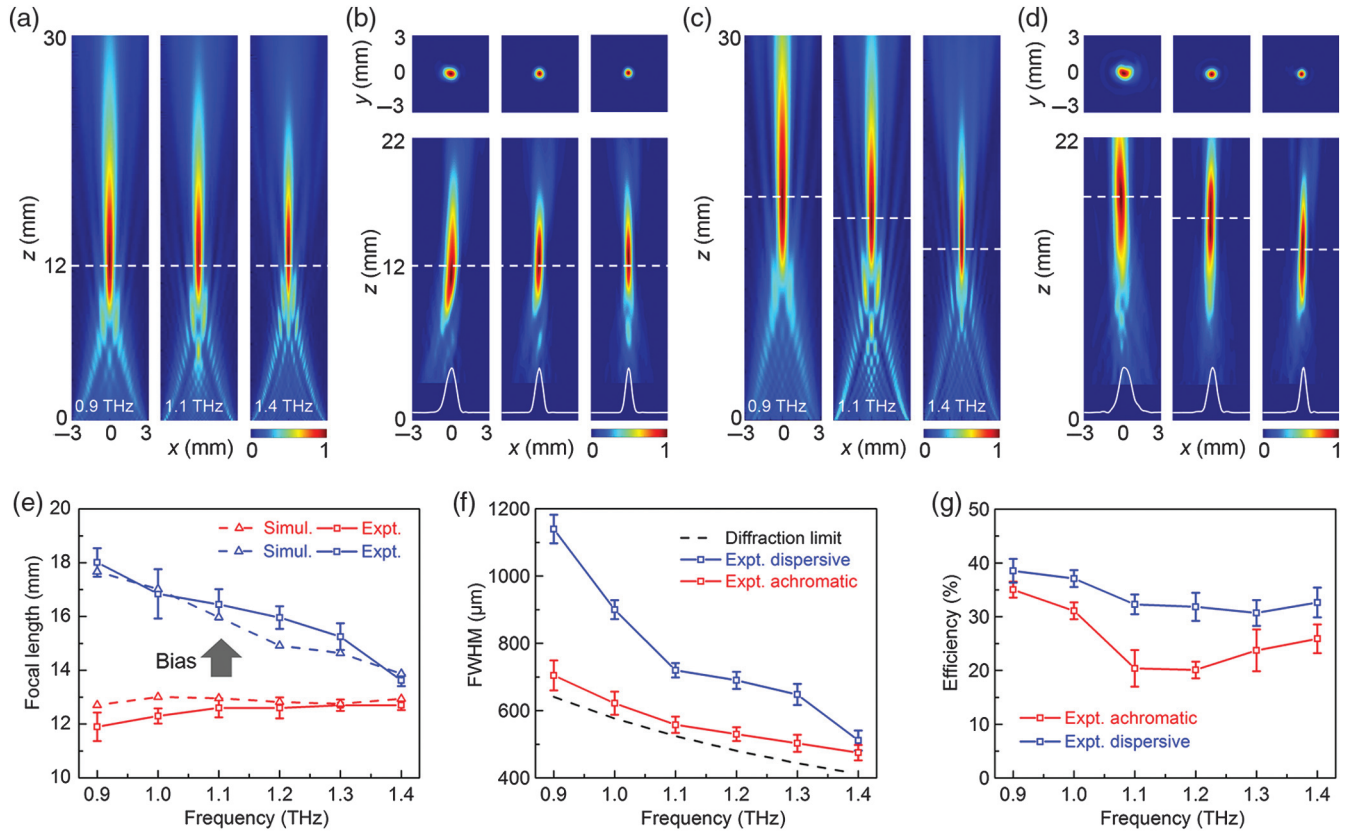 (a)
30
z (mm)
12
0
0.9 THz
1.1 THz
1.4 THz
−3 0 3
x (mm)
0 1
(b)
3
y (mm)
0
−3
22
z (mm)
12
0
−3 0 3
x (mm)
0 1
(c)
30
z (mm)
0
0.9 THz
1.1 THz
1.4 THz
−3 0 3
x (mm)
0 1
(d)
3
y (mm)
0
−3
22
z (mm)
0
−3 0 3
x (mm)
0 1
(e)
20
18
16
14
12
10
Focal length (mm)
Simul. Expt.
Simul. Expt.
Bias
0.9 1.0 1.1 1.2 1.3 1.4
Frequency (THz)
(f)
1200
1000
800
600
400
FWHM (μm)
Diffraction limit
Expt. dispersive
Expt. achromatic
0.9 1.0 1.1 1.2 1.3 1.4
Frequency (THz)
(g)
50
40
30
20
10
0
Efficiency (%)
Expt. achromatic
Expt. dispersive
0.9 1.0 1.1 1.2 1.3 1.4
Frequency (THz)